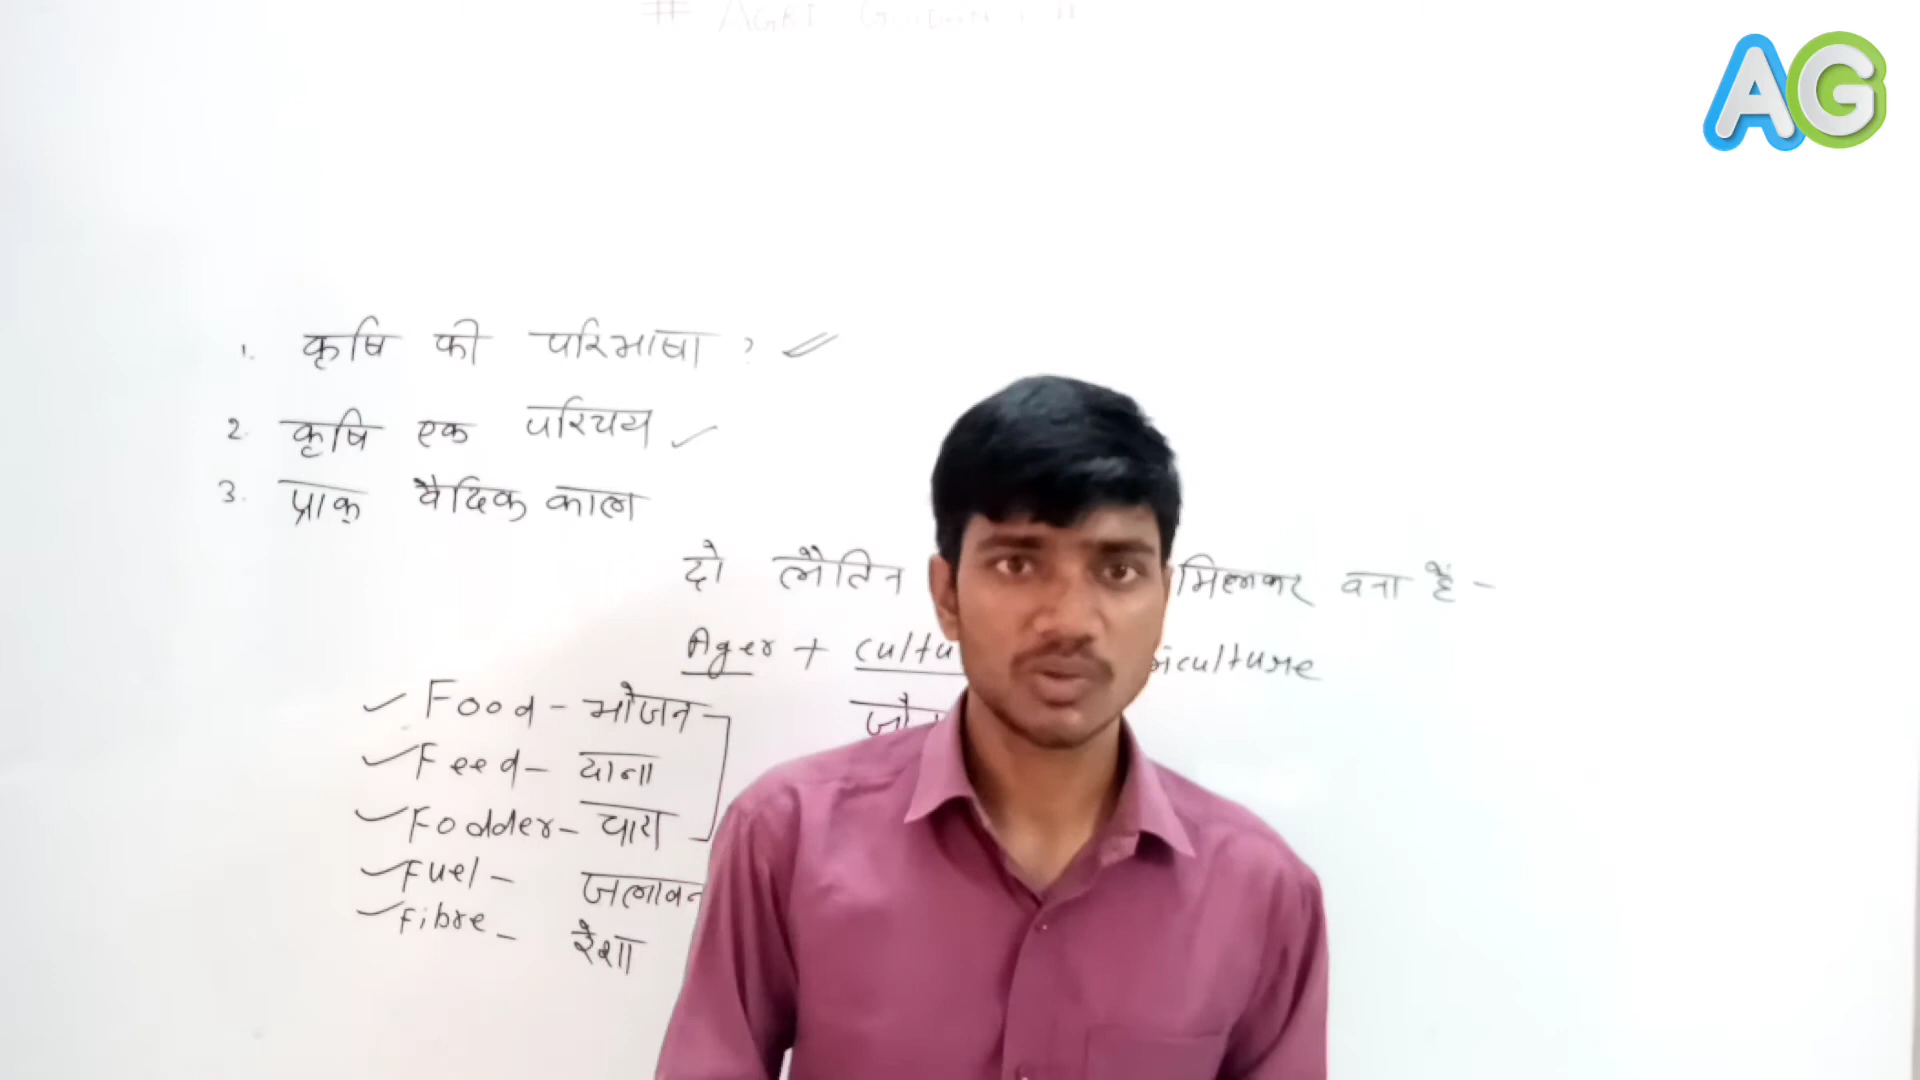 # AGRI
AG
1. कृषि की परिभाषा ?
2. कृषि एक परिचय
3. प्राक् वैदिक काल
दो लैतिन मिलकर बना है -
Ager + cultu iculture
Food - भोजन
Feed - दाना
Fodder - चारा
Fuel - जलावन
Fibre - रेशा